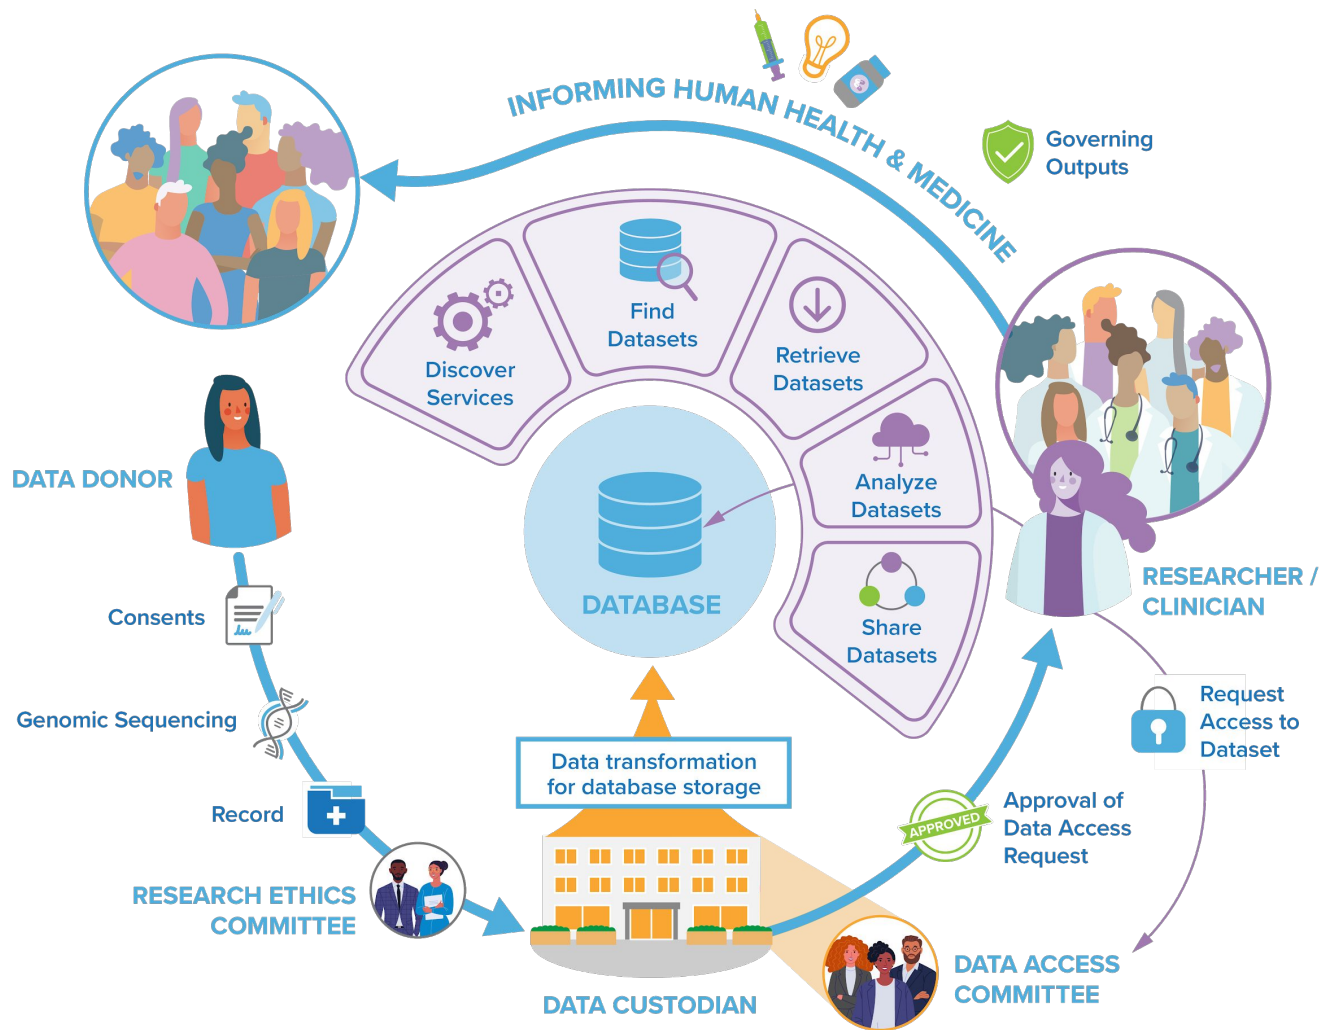 INFORMING HUMAN HEALTH & MEDICINE
Governing
Outputs
Discover
Services
Find
Datasets
Retrieve
Datasets
Analyze
Datasets
Share
Datasets
DATABASE
DATA DONOR
Consents
Genomic Sequencing
Record
RESEARCH ETHICS
COMMITTEE
Data transformation
for database storage
DATA CUSTODIAN
RESEARCHER /
CLINICIAN
Request
Access to
Dataset
APPROVED
Approval of
Data Access
Request
DATA ACCESS
COMMITTEE